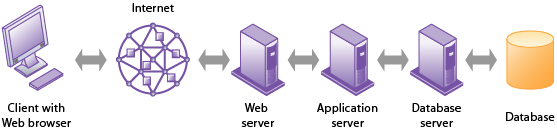 Internet
Client with
Web browser
Web
server
Application
server
Database
server
Database